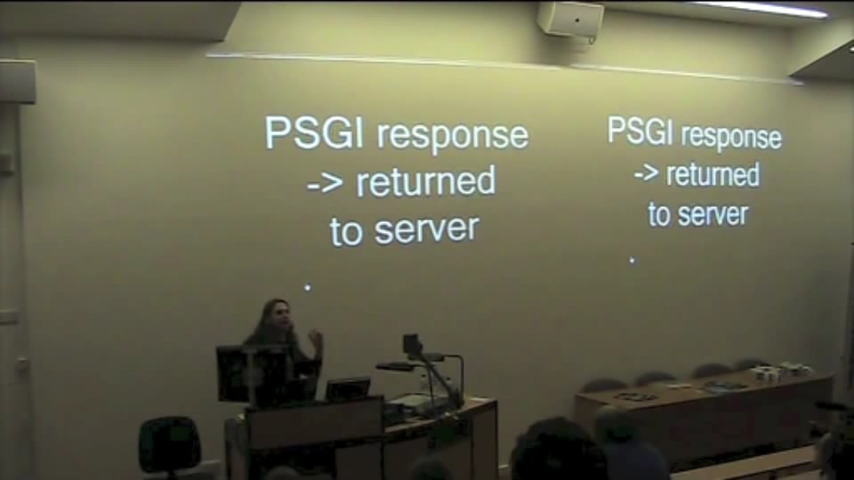 PSGI response
-> returned
to server
PSGI response
-> returned
to server